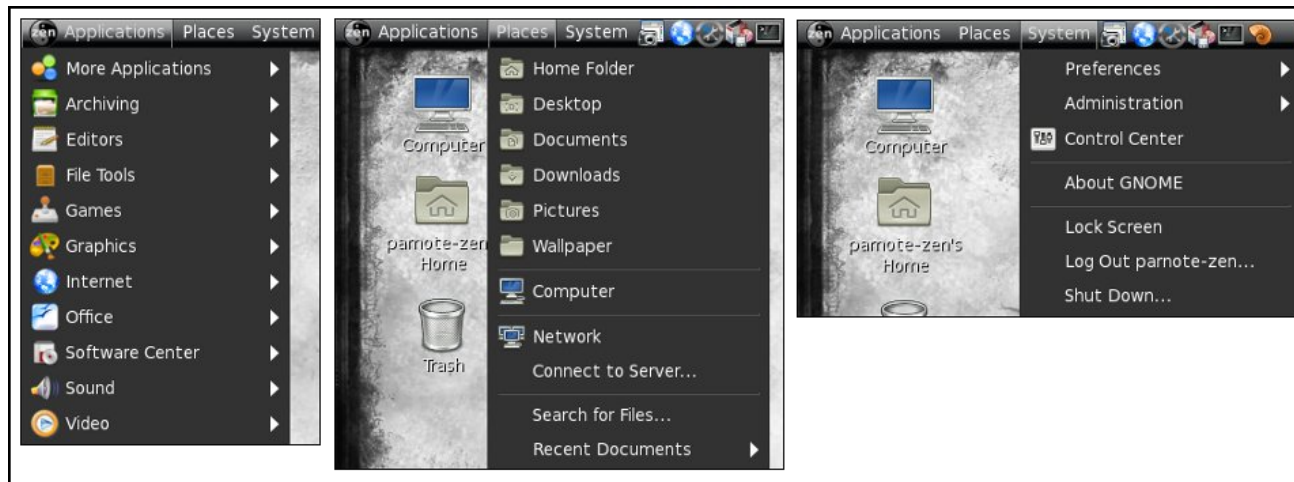 zen Applications Places System
More Applications
Archiving
Editors
File Tools
Games
Graphics
Internet
Office
Software Center
Sound
Video
zen Applications Places System
Computer
parnote-zen
Home
Trash
Home Folder
Desktop
Documents
Downloads
Pictures
Wallpaper
Computer
Network
Connect to Server...
Search for Files...
Recent Documents
zen Applications Places System
Computer
parnote-zen's
Home
Preferences
Administration
Control Center
About GNOME
Lock Screen
Log Out parnote-zen...
Shut Down...